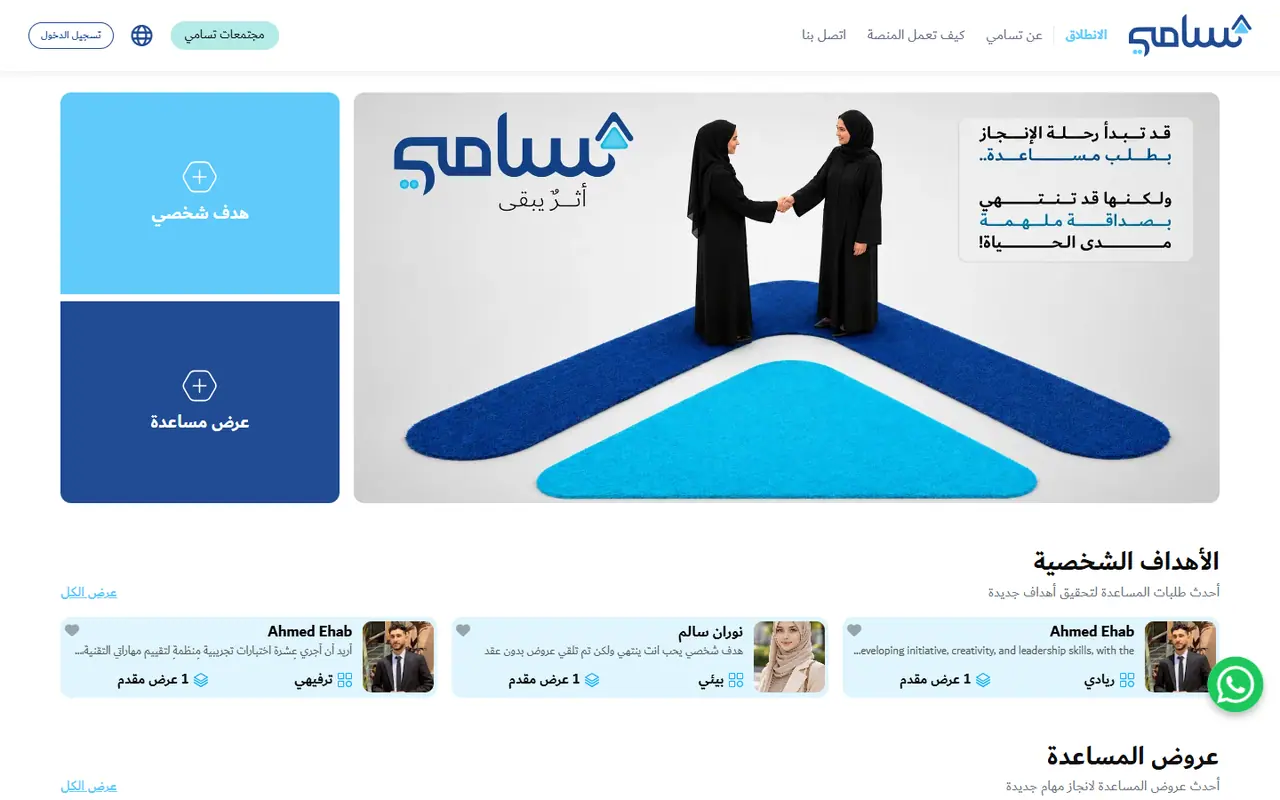 تسامي
الانطلاق
عن تسامي
كيف تعمل المنصة
اتصل بنا
مجتمعات تسامي
تسجيل الدخول
قد تبدأ رحلة الإنجاز
بطلب مساعدة..
ولكنها قد تنتهي
بصداقة ملهمة
مدى الحياة!
تسامي
أثرٌ يبقى
هدف شخصي
عرض مساعدة
الأهداف الشخصية
أحدث طلبات المساعدة لتحقيق أهداف جديدة
عرض الكل
Ahmed Ehab
...eveloping initiative, creativity, and leadership skills, with the
ريادي
1 عرض مقدم
نوران سالم
هدف شخصي يحب انت ينتهي ولكن تم تلقي عروض بدون عقد
بيئي
1 عرض مقدم
Ahmed Ehab
أريد أن أجري عشرة اختبارات تجريبية منظمة لتقييم مهاراتي التقنية...
ترفيهي
1 عرض مقدم
عروض المساعدة
أحدث عروض المساعدة لانجاز مهام جديدة
عرض الكل